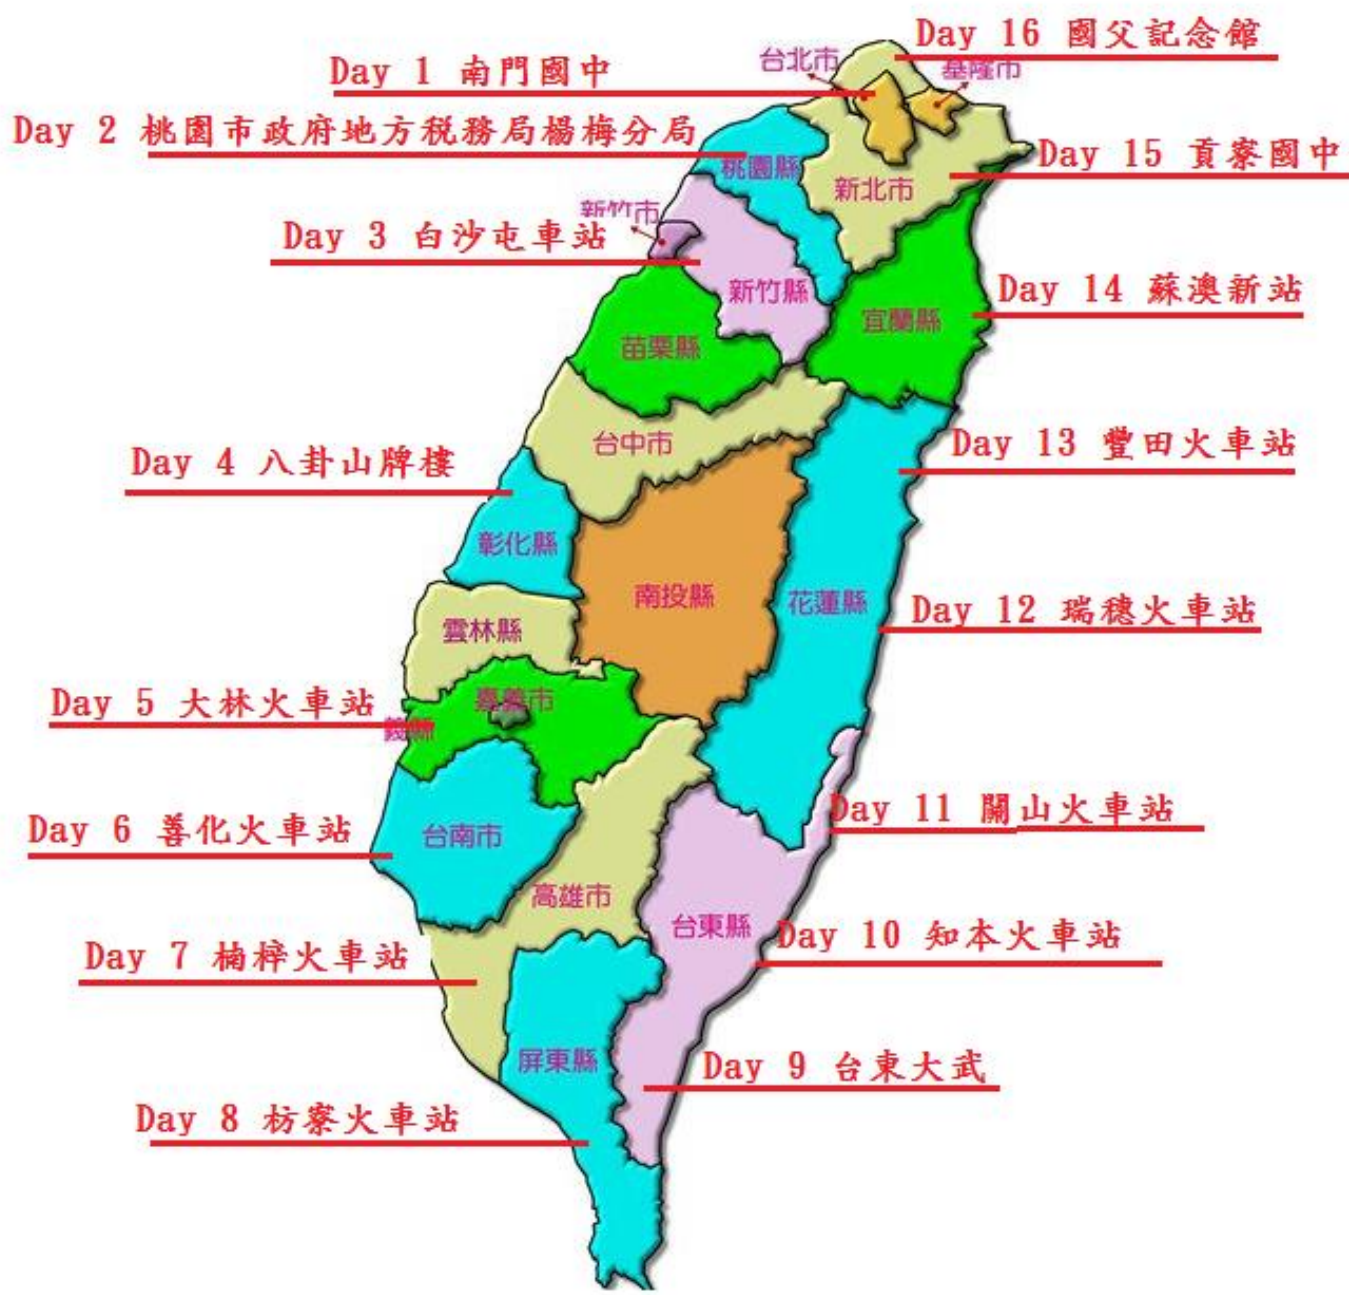 Day 16 國父記念館
台北市
基隆市
Day 1 南門國中
Day 2 桃園市政府地方稅務局楊梅分局
桃園縣
Day 15 貢寮國中
新北市
新竹市
Day 3 白沙屯車站
新竹縣
Day 14 蘇澳新站
宜蘭縣
苗栗縣
台中市
Day 13 豐田火車站
Day 4 八卦山牌樓
彰化縣
南投縣
花蓮縣
Day 12 瑞穗火車站
雲林縣
Day 5 大林火車站
嘉義市
義縣
Day 11 關山火車站
Day 6 善化火車站
台南市
高雄市
台東縣
Day 10 知本火車站
Day 7 楠梓火車站
屏東縣
Day 9 台東大武
Day 8 枋寮火車站